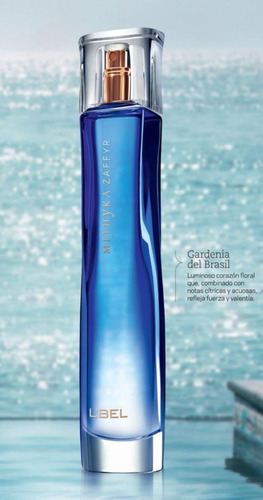 MITHYKA ZAFFYR
Gardenia
del Brasil
Luminoso corazón floral
que, combinado con
notas cítricas y acuosas,
refleja fuerza y valentía.
L'BEL